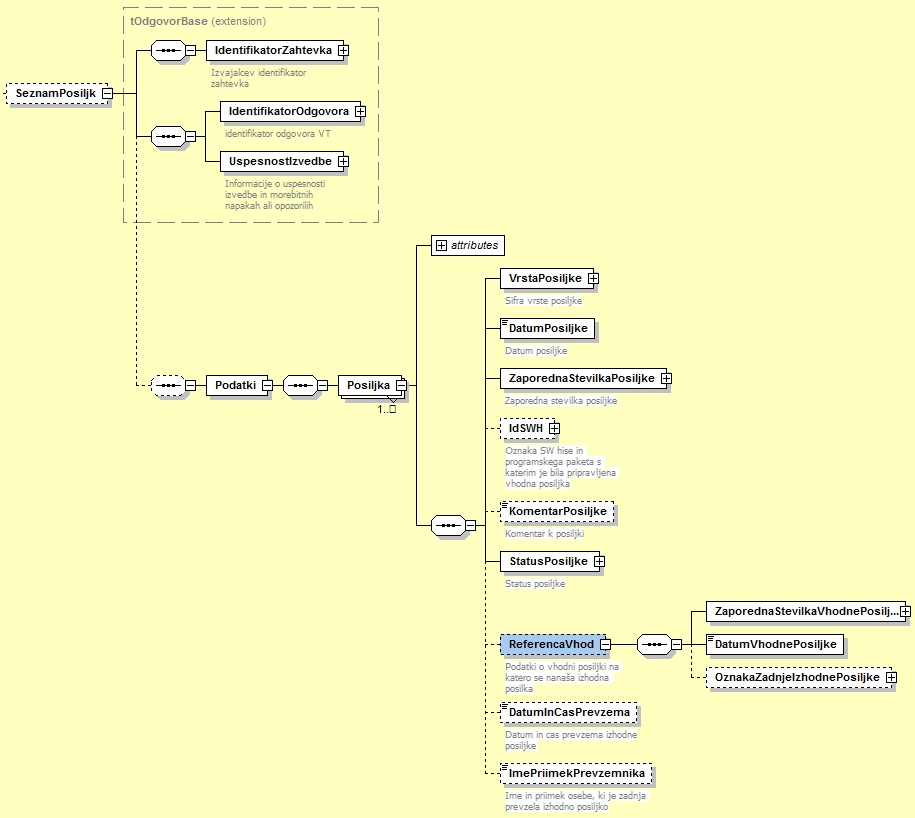 tOdgovorBase (extension)
IdentifikatorZahtevka
Izvajalcev identifikator
zahtevka
SeznamPosiljk
IdentifikatorOdgovora
identifikator odgovora VT
UspesnostIzvedbe
Informacije o uspesnosti
izvedbe in morebitnih
napakah ali opozorilih
attributes
VrstaPosiljke
Sifra vrste posiljke
DatumPosiljke
Datum posiljke
Podatki
Posiljka
1..
ZaporednaStevilkaPosiljke
Zaporedna stevilka posiljke
IdSWH
Oznaka SW hise in
programskega paketa s
katerim je bila pripravljena
vhodna posiljka
KomentarPosiljke
Komentar k posiljki
StatusPosiljke
Status posiljke
ReferencaVhod
Podatki o vhodni posiljki na
katero se nanaša izhodna
posilka
ZaporednaStevilkaVhodnePosilj...
DatumVhodnePosiljke
OznakaZadnjeIzhodnePosiljke
DatumInCasPrevzema
Datum in cas prevzema izhodne
posiljke
ImePriimekPrevzemnika
Ime in priimek osebe, ki je zadnja
prevzela izhodno posiljko